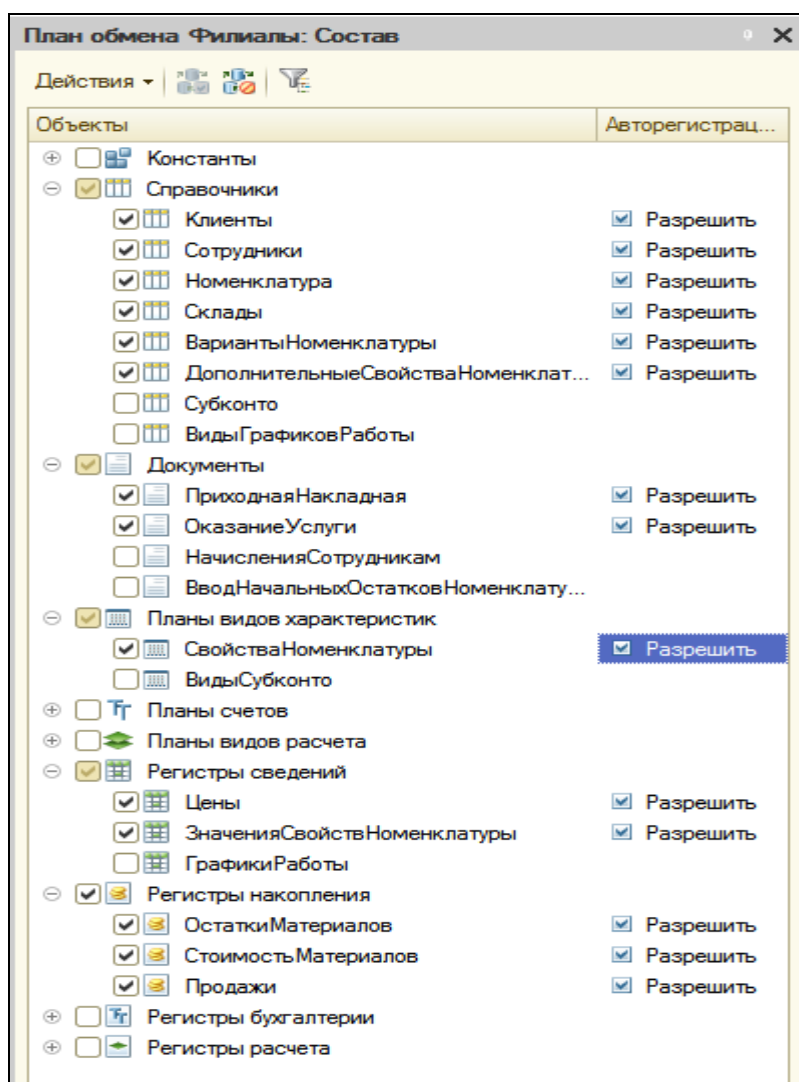 План обмена Филиалы: Состав
Действия
Объекты Авторегистрац...
Константы
Справочники
Клиенты Разрешить
Сотрудники Разрешить
Номенклатура Разрешить
Склады Разрешить
ВариантыНоменклатуры Разрешить
ДополнительныеСвойстваНоменклат... Разрешить
Субконто
ВидыГрафиковРаботы
Документы
ПриходнаяНакладная Разрешить
ОказаниеУслуги Разрешить
НачисленияСотрудникам
ВводНачальныхОстатковНоменклату...
Планы видов характеристик
СвойстваНоменклатуры Разрешить
ВидыСубконто
Планы счетов
Планы видов расчета
Регистры сведений
Цены Разрешить
ЗначенияСвойствНоменклатуры Разрешить
ГрафикиРаботы
Регистры накопления
ОстаткиМатериалов Разрешить
СтоимостьМатериалов Разрешить
Продажи Разрешить
Регистры бухгалтерии
Регистры расчета